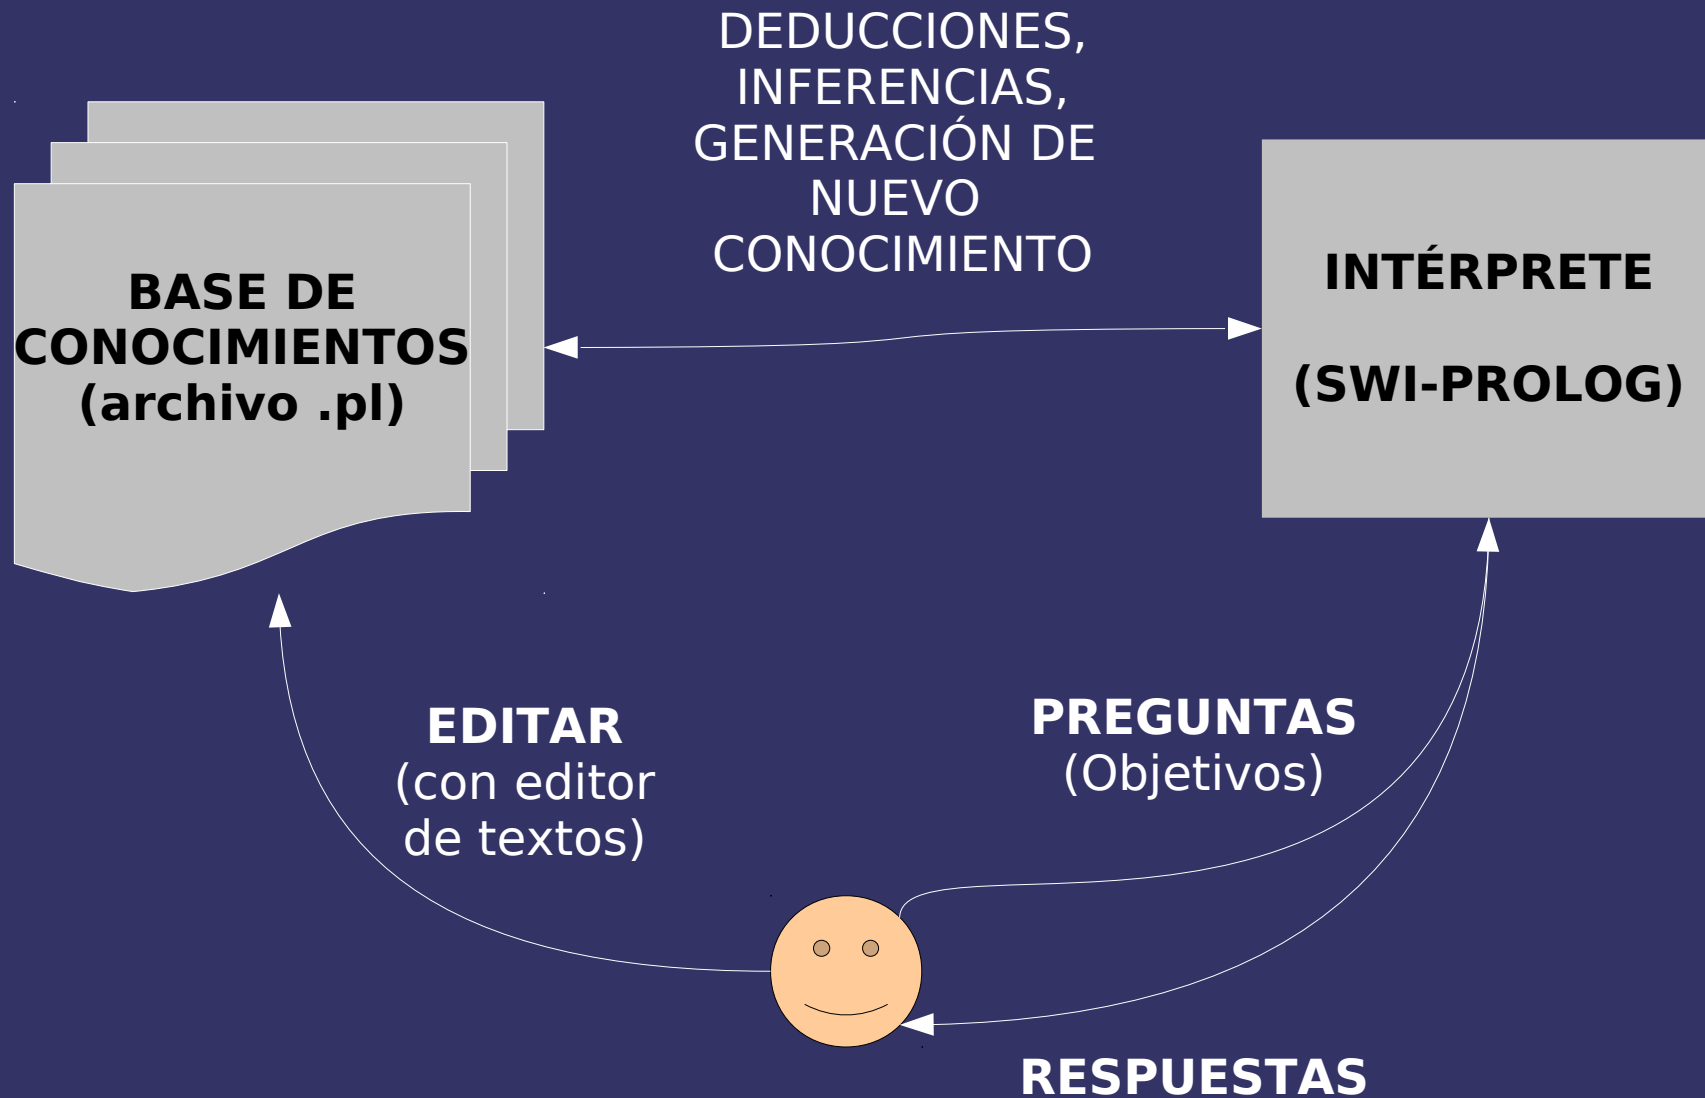 DEDUCCIONES,
INFERENCIAS,
GENERACIÓN DE
NUEVO
CONOCIMIENTO
BASE DE
CONOCIMIENTOS
(archivo .pl)
INTÉRPRETE
(SWI-PROLOG)
EDITAR
(con editor
de textos)
PREGUNTAS
(Objetivos)
RESPUESTAS